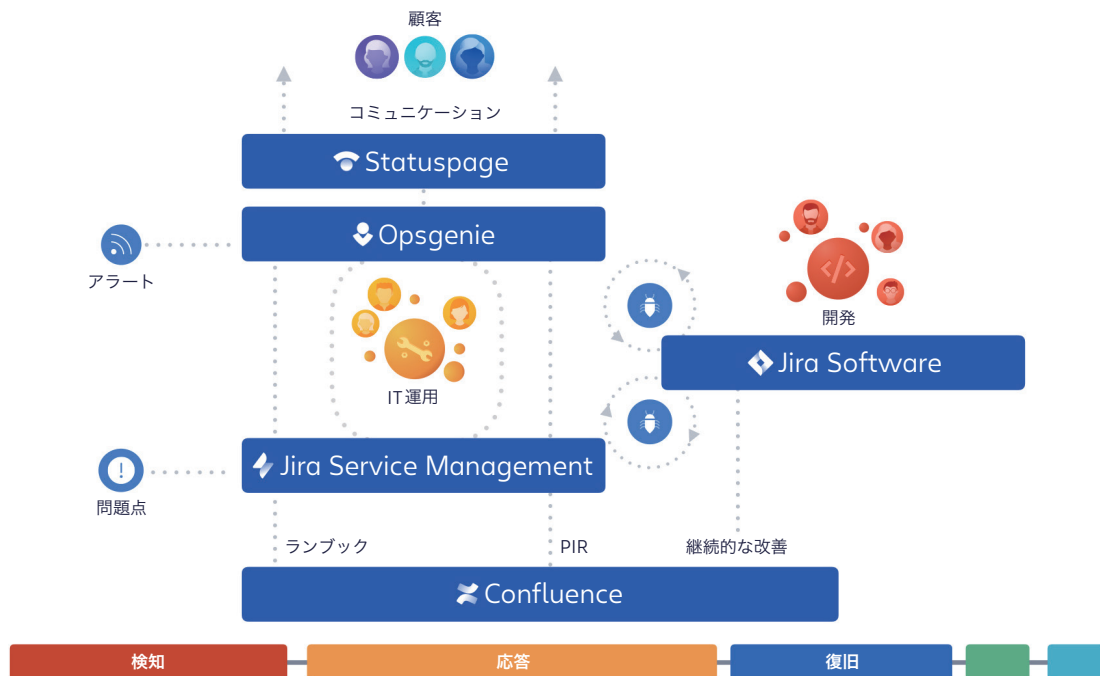 顧客
コミュニケーション
Statuspage
Opsgenie
アラート
IT 運用
開発
Jira Software
Jira Service Management
問題点
ランブック
PIR
継続的な改善
Confluence
検知
応答
復旧